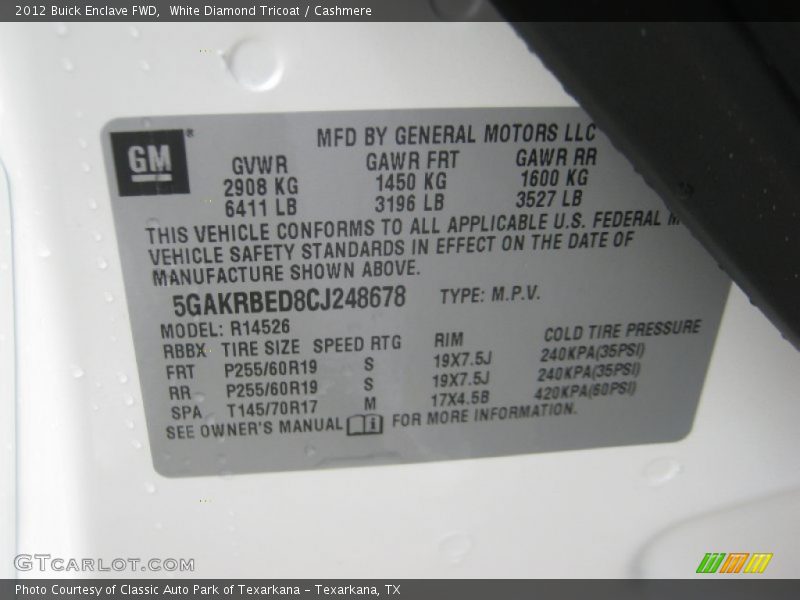 2012 Buick Enclave FWD,  White Diamond Tricoat / Cashmere
GM®
MFD BY GENERAL MOTORS LLC
GVWR GAWR FRT GAWR RR
2908 KG 1450 KG 1600 KG
6411 LB 3196 LB 3527 LB
THIS VEHICLE CONFORMS TO ALL APPLICABLE U.S. FEDERAL M
VEHICLE SAFETY STANDARDS IN EFFECT ON THE DATE OF
MANUFACTURE SHOWN ABOVE.
5GAKRBED8CJ248678 TYPE: M.P.V.
MODEL: R14526
RBBX TIRE SIZE SPEED RTG RIM COLD TIRE PRESSURE
FRT P255/60R19 S 19X7.5J 240KPA(35PSI)
RR P255/60R19 S 19X7.5J 240KPA(35PSI)
SPA T145/70R17 M 17X4.5B 420KPA(60PSI)
SEE OWNER'S MANUAL i FOR MORE INFORMATION.
GTCARLOT.COM
Photo Courtesy of Classic Auto Park of Texarkana - Texarkana, TX